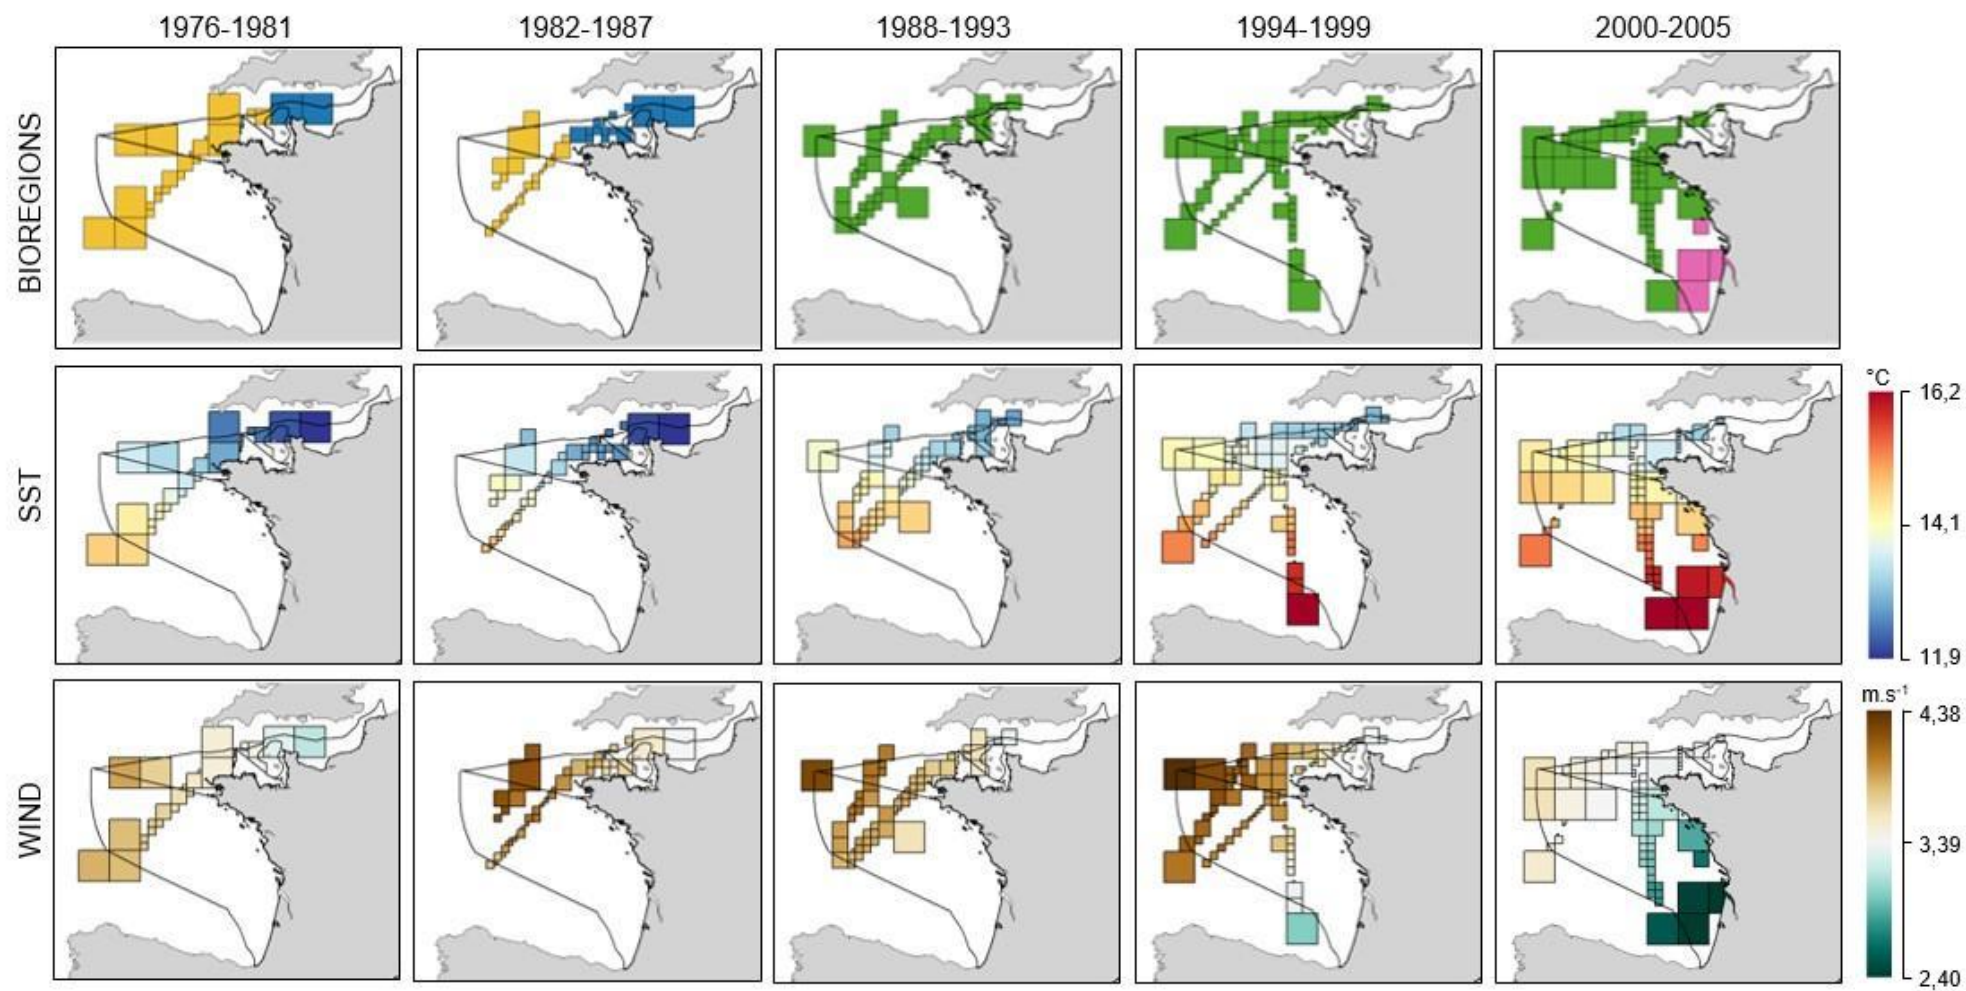 1976-1981 1982-1987 1988-1993 1994-1999 2000-2005
BIOREGIONS
SST
°C
16,2
14,1
11,9
WIND
m.s⁻¹
4,38
3,39
2,40